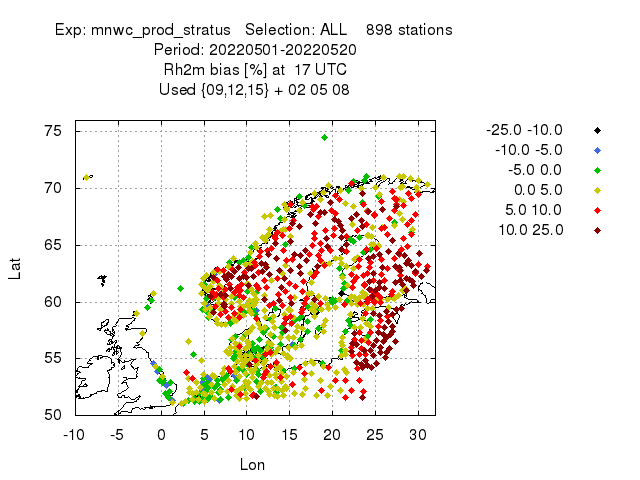 Exp: mnwc_prod_stratus   Selection: ALL    898 stations
Period: 20220501-20220520
Rh2m bias [%] at  17 UTC
Used {09,12,15} + 02 05 08
-25.0 -10.0
-10.0 -5.0
-5.0 0.0
0.0 5.0
5.0 10.0
10.0 25.0
75
70
65
60
55
50
Lat
-10 -5 0 5 10 15 20 25 30
Lon